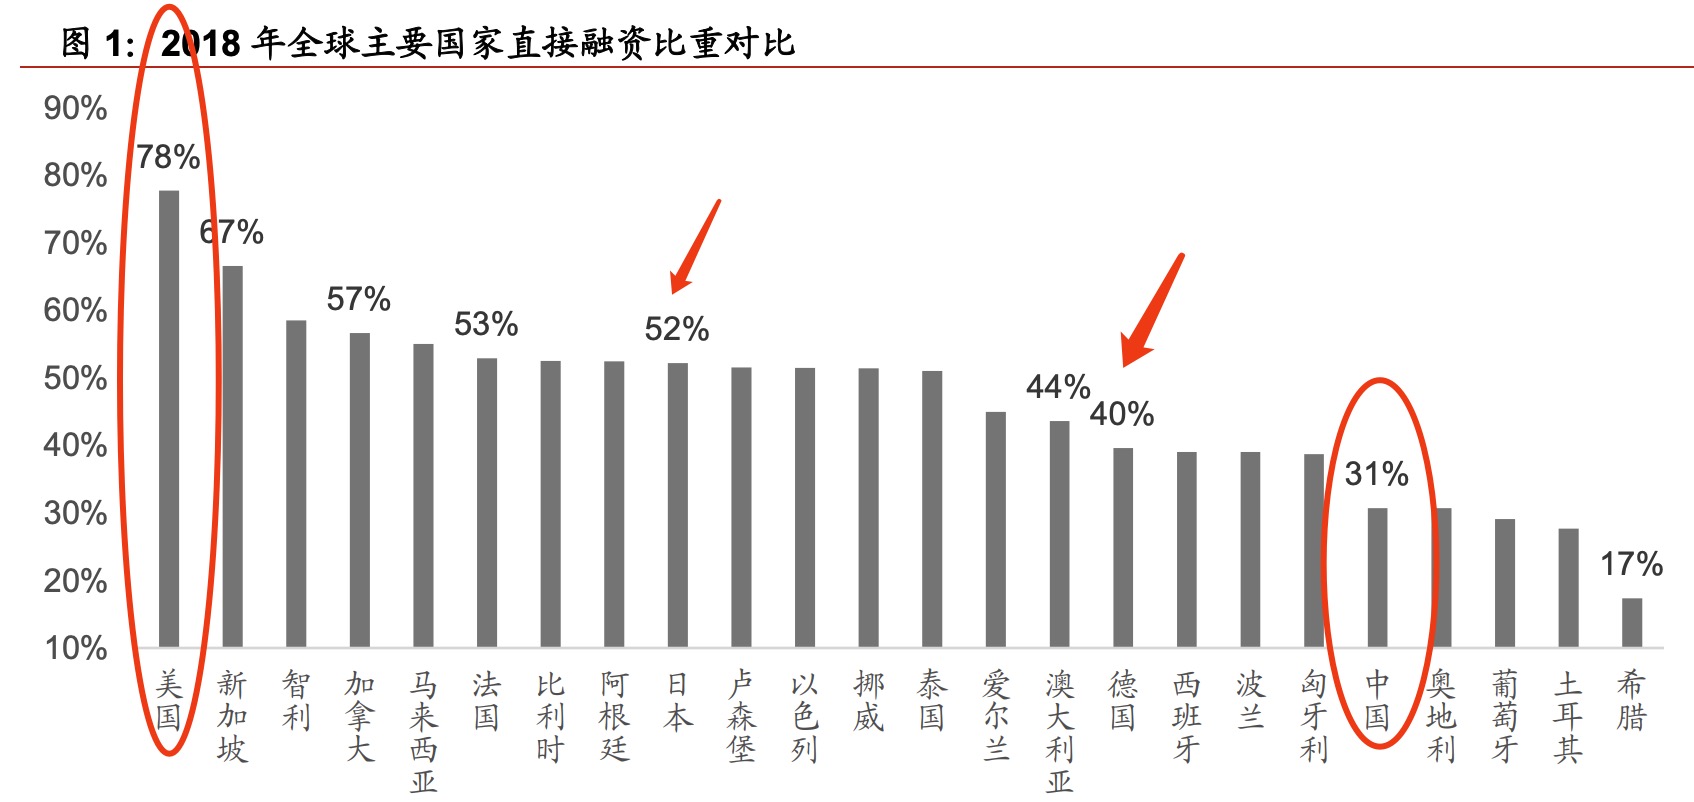 图 1： 2018 年全球主要国家直接融资比重对比
90%
80%
70%
60%
50%
40%
30%
20%
10%
78%
67%
57%
53%
52%
44%
40%
31%
17%
美国
新加坡
智利
加拿大
马来西亚
法国
比利时
阿根廷
日本
卢森堡
以色列
挪威
泰国
爱尔兰
澳大利亚
德国
西班牙
波兰
匈牙利
中国
奥地利
葡萄牙
土耳其
希腊